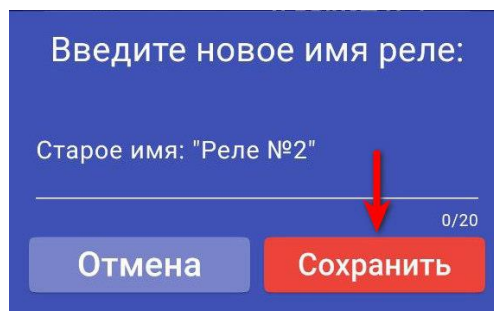 Введите новое имя реле:
Старое имя: "Реле №2"
0/20
Отмена
Сохранить